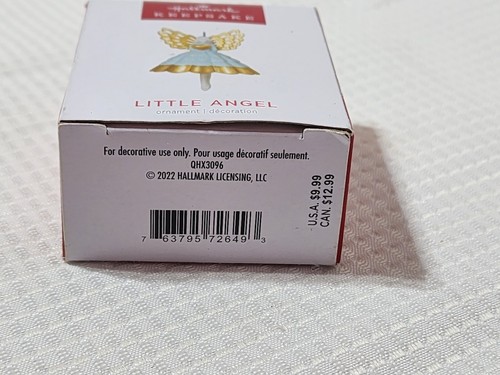 Hallmark
KEEPSAKE
LITTLE ANGEL
ornament | décoration
For decorative use only. Pour usage décoratif seulement.
QHX3096
© 2022 HALLMARK LICENSING, LLC
7 63795 72649 3
U.S.A. $9.99
CAN. $12.99